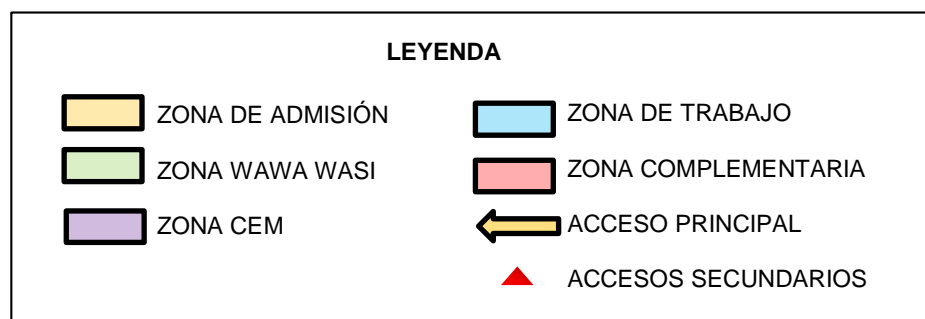 LEYENDA
ZONA DE ADMISIÓN
ZONA WAWA WASI
ZONA CEM
ZONA DE TRABAJO
ZONA COMPLEMENTARIA
ACCESO PRINCIPAL
ACCESOS SECUNDARIOS